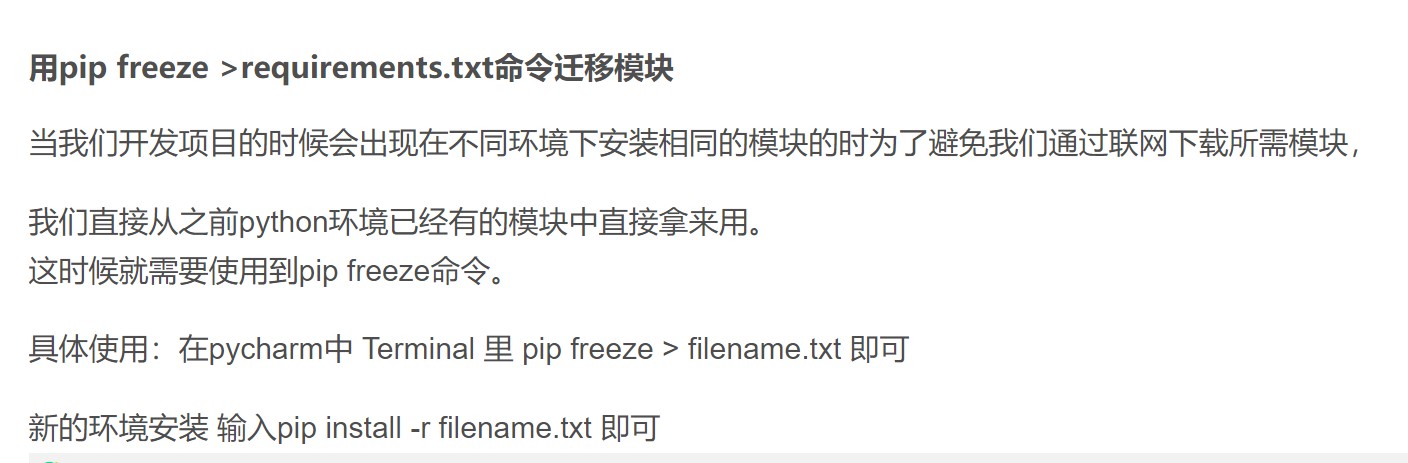 用pip freeze >requirements.txt命令迁移模块
当我们开发项目的时候会出现在不同环境下安装相同的模块的时为了避免我们通过联网下载所需模块，
我们直接从之前python环境已经有的模块中直接拿来用。
这时候就需要使用到pip freeze命令。
具体使用：在pycharm中 Terminal 里 pip freeze > filename.txt 即可
新的环境安装 输入pip install -r filename.txt 即可